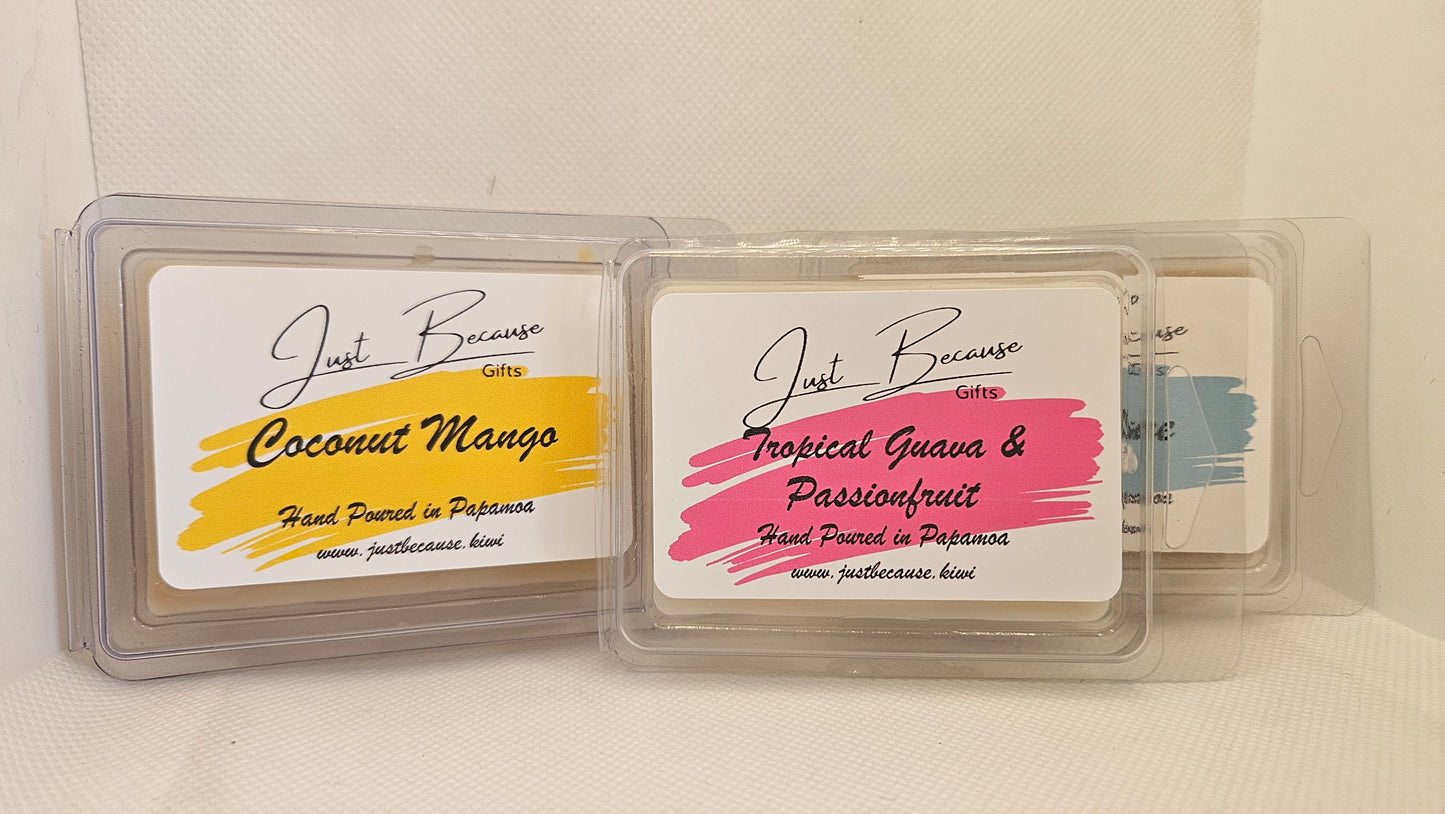 Just Because
Gifts
Coconut Mango
Hand Poured in Papamoa
www.justbecause.kiwi
Just Because
Gifts
Tropical Guava &
Passionfruit
Hand Poured in Papamoa
www.justbecause.kiwi